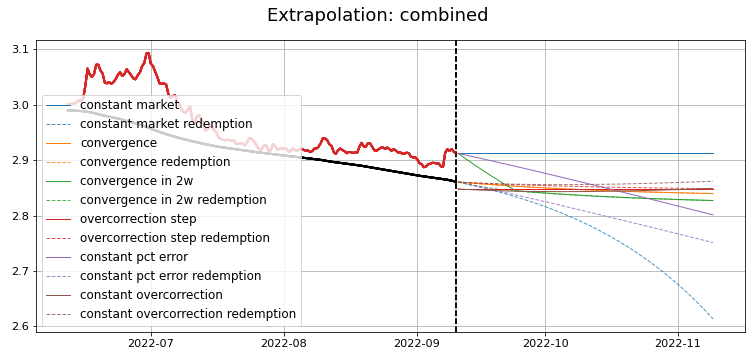 Extrapolation: combined
3.1
3.0
2.9
2.8
2.7
2.6
constant market
constant market redemption
convergence
convergence redemption
convergence in 2w
convergence in 2w redemption
overcorrection step
overcorrection step redemption
constant pct error
constant pct error redemption
constant overcorrection
constant overcorrection redemption
2022-07 2022-08 2022-09 2022-10 2022-11